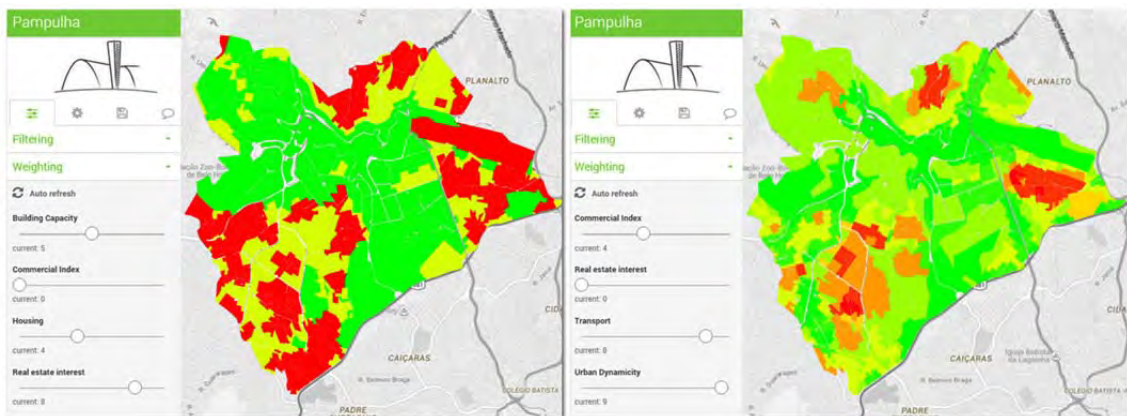 Pampulha
Filtering
Weighting
Auto refresh
Building Capacity
current: 5
Commercial Index
current: 0
Housing
current: 4
Real estate interest
current: 8
PLANALTO
CAIÇARAS
PADRE
Pampulha
Filtering
Weighting
Auto refresh
Commercial Index
current: 4
Real estate interest
current: 0
Transport
current: 8
Urban Dynamicity
current: 9
PLANALTO
CAIÇARAS
PADRE